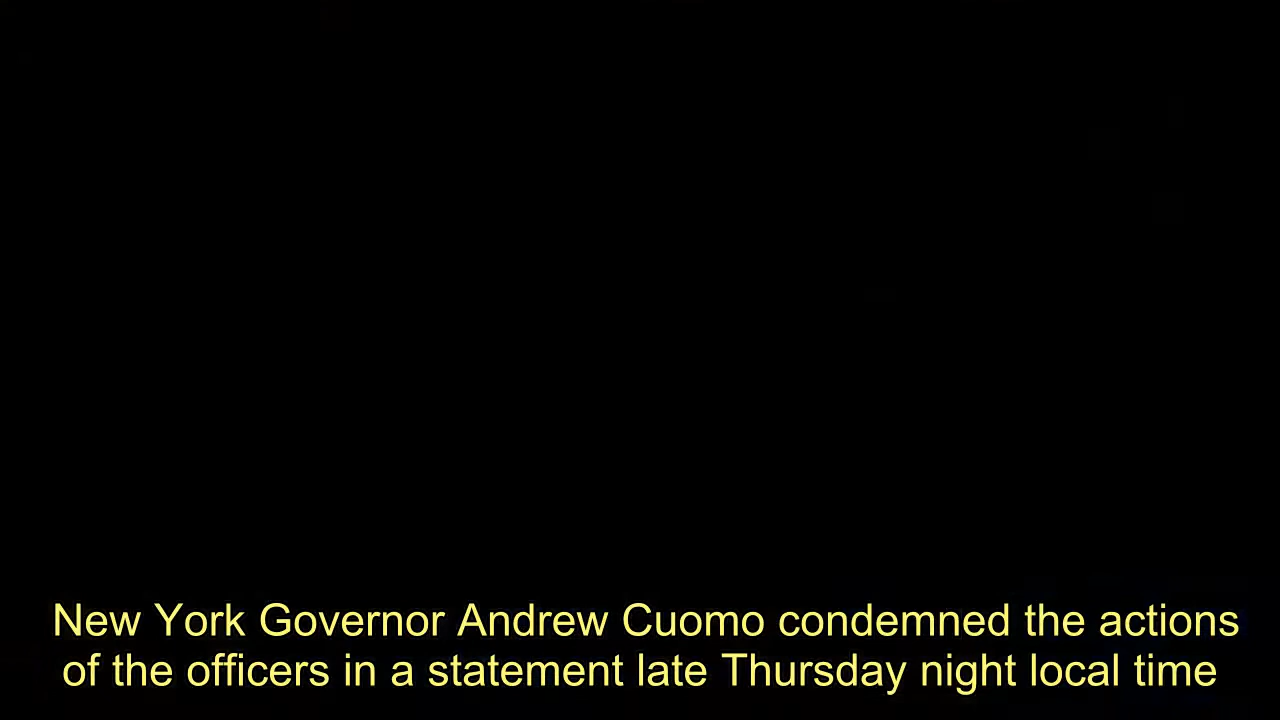 New York Governor Andrew Cuomo condemned the actions
of the officers in a statement late Thursday night local time